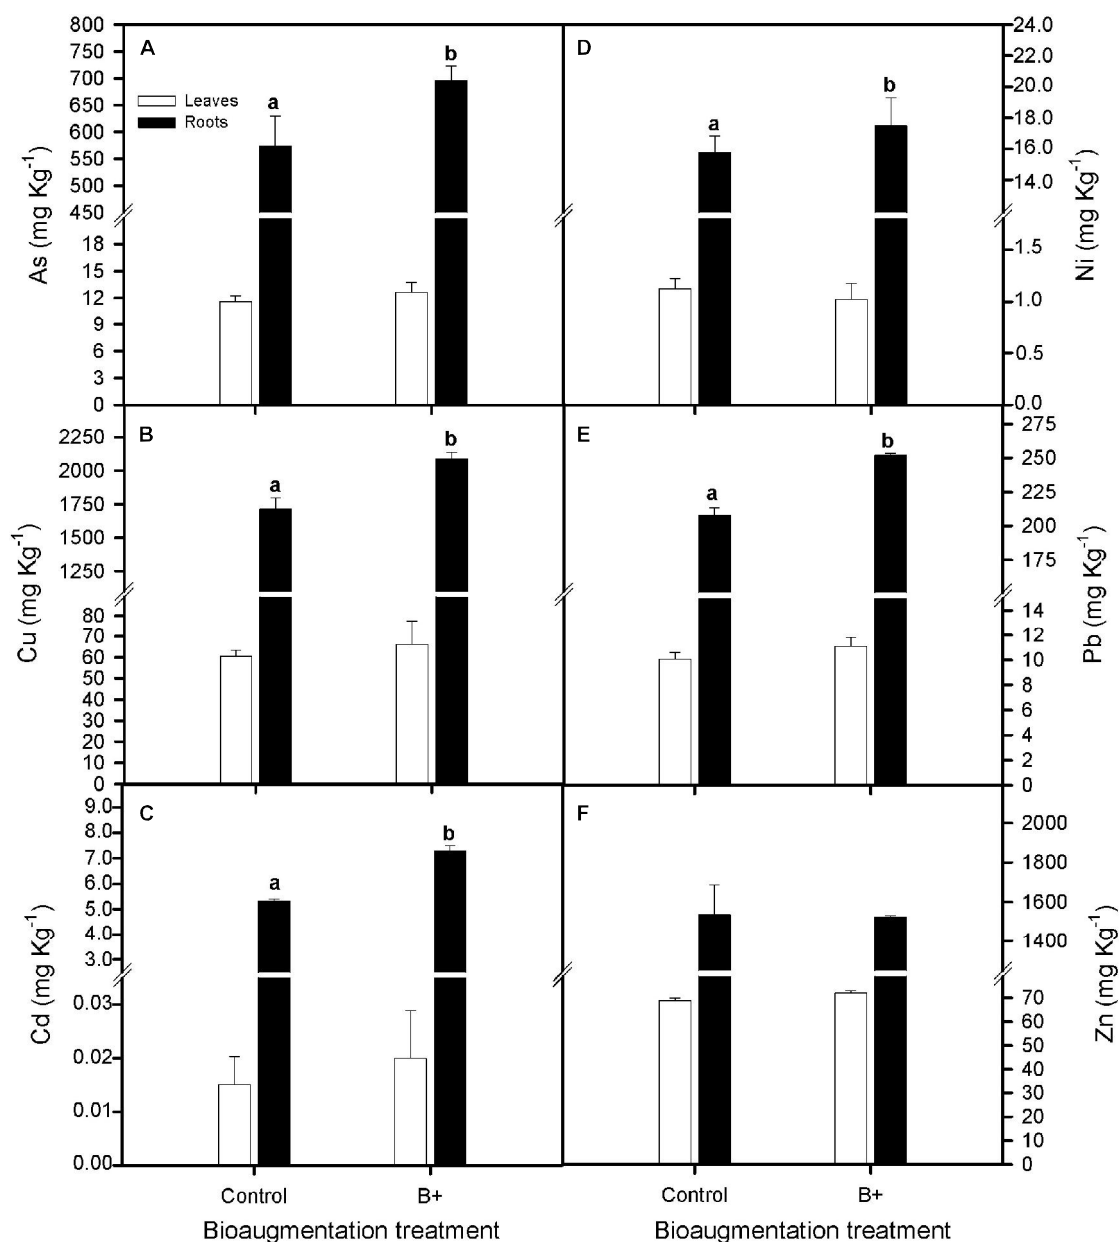 A
Leaves
Roots
a
b
As (mg Kg-1)
800
750
700
650
600
550
500
450
18
15
12
9
6
3
0
D
a
b
Ni (mg Kg-1)
24.0
22.0
20.0
18.0
16.0
14.0
1.5
1.0
0.5
0.0
B
a
b
Cu (mg Kg-1)
2250
2000
1750
1500
1250
80
70
60
50
40
30
20
10
0
E
a
b
Pb (mg Kg-1)
275
250
225
200
175
14
12
10
8
6
4
2
0
C
a
b
Cd (mg Kg-1)
9.0
8.0
7.0
6.0
5.0
4.0
3.0
0.03
0.02
0.01
0.00
Control
B+
Bioaugmentation treatment
F
Zn (mg Kg-1)
2000
1800
1600
1400
70
60
50
40
30
20
10
0
Control
B+
Bioaugmentation treatment